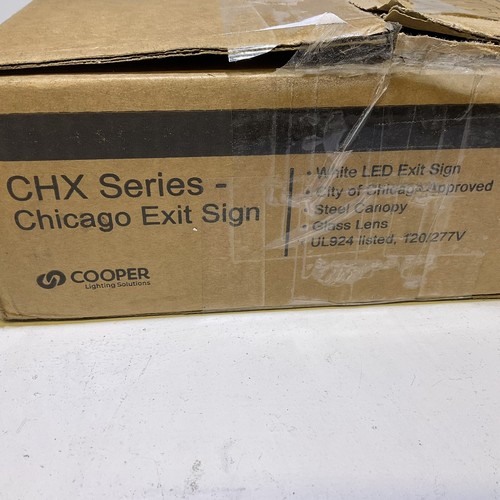 CHX Series -
Chicago Exit Sign
• White LED Exit Sign
• City of Chicago Approved
Steel Canopy
• Glass Lens
UL924 listed, 120/277V
COOPER
Lighting Solutions